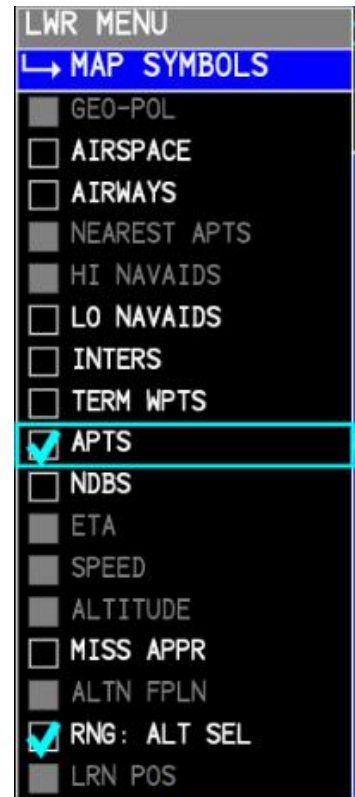 LWR MENU
MAP SYMBOLS
GEO-POL
AIRSPACE
AIRWAYS
NEAREST APTS
HI NAVAIDS
LO NAVAIDS
INTERS
TERM WPTS
APTS
NDBS
ETA
SPEED
ALTITUDE
MISS APPR
ALTN FPLN
RNG: ALT SEL
LRN POS